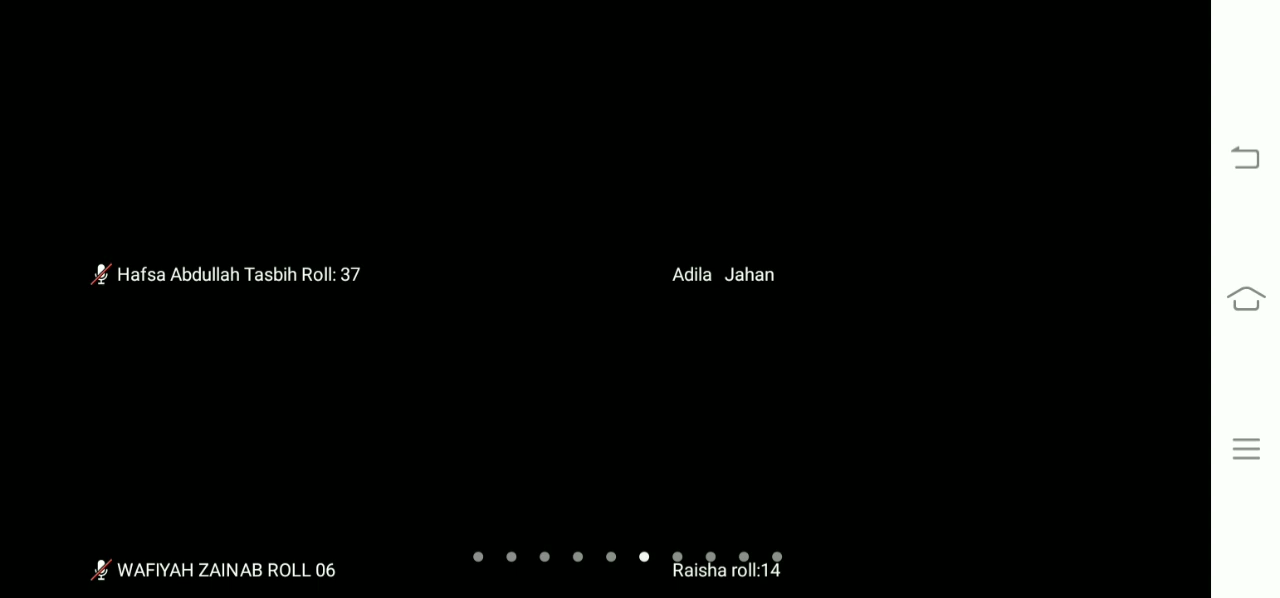 Hafsa Abdullah Tasbih Roll: 37
Adila Jahan
WAFIYAH ZAINAB ROLL 06
Raisha roll:14